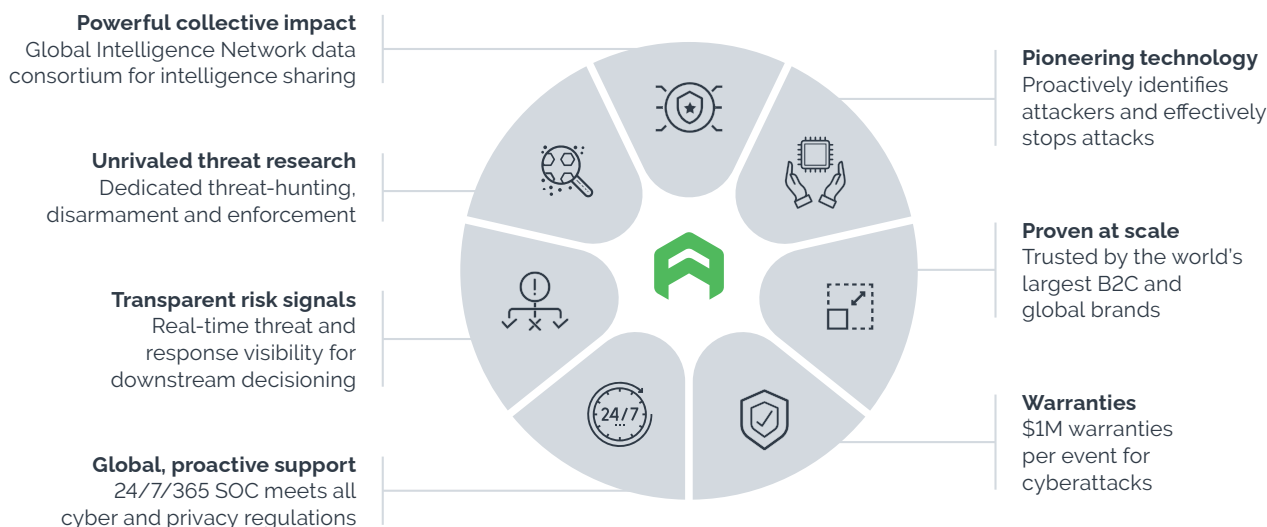 Powerful collective impact
Global Intelligence Network data
consortium for intelligence sharing
Unrivaled threat research
Dedicated threat-hunting,
disarmament and enforcement
Transparent risk signals
Real-time threat and
response visibility for
downstream decisioning
Global, proactive support
24/7/365 SOC meets all
cyber and privacy regulations
24/7
Pioneering technology
Proactively identifies
attackers and effectively
stops attacks
Proven at scale
Trusted by the world's
largest B2C and
global brands
Warranties
$1M warranties
per event for
cyberattacks